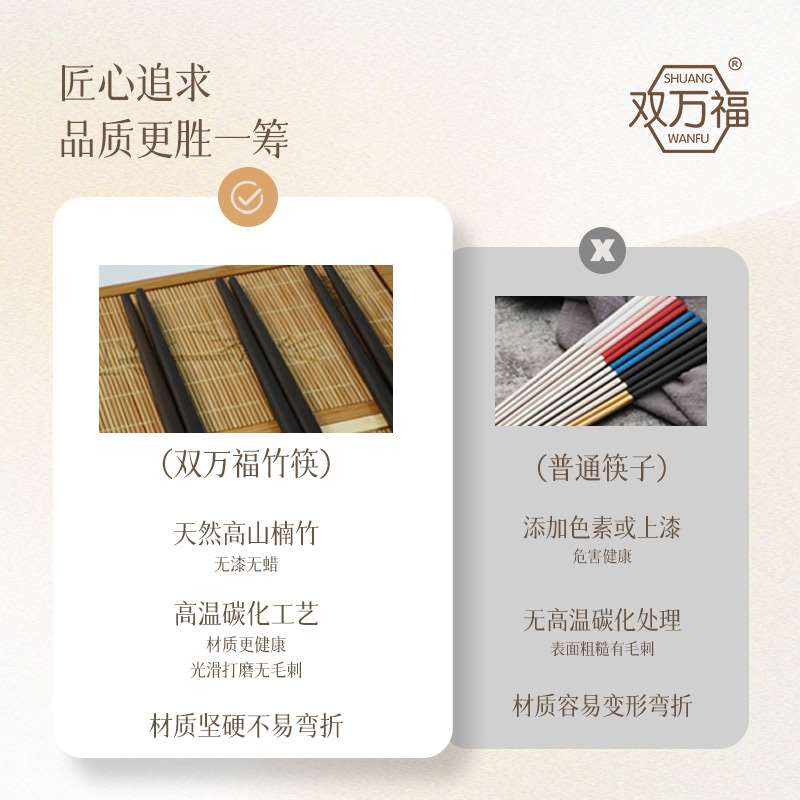 匠心追求
品质更胜一筹
SHUANG
双万福®
WANFU
（双万福竹筷）
天然高山楠竹
无漆无蜡
高温碳化工艺
材质更健康
光滑打磨无毛刺
材质坚硬不易弯折
X
（普通筷子）
添加色素或上漆
危害健康
无高温碳化处理
表面粗糙有毛刺
材质容易变形弯折